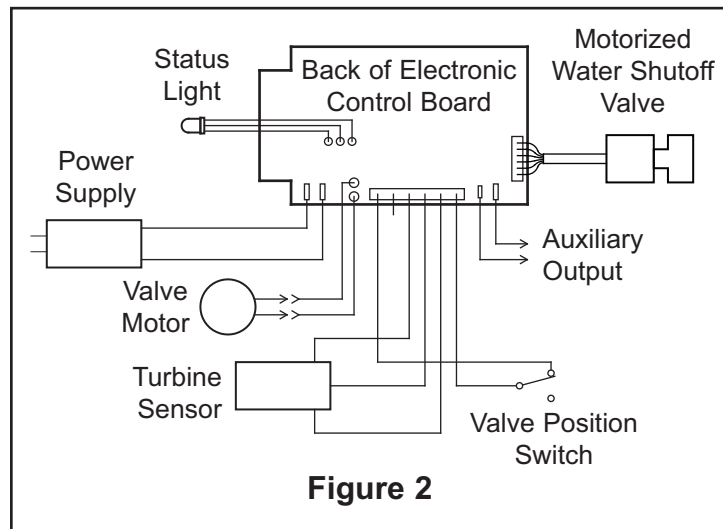 Status
Light
Back of Electronic
Control Board
Motorized
Water Shutoff
Valve
Power
Supply
Valve
Motor
Auxiliary
Output
Turbine
Sensor
Valve Position
Switch
Figure 2